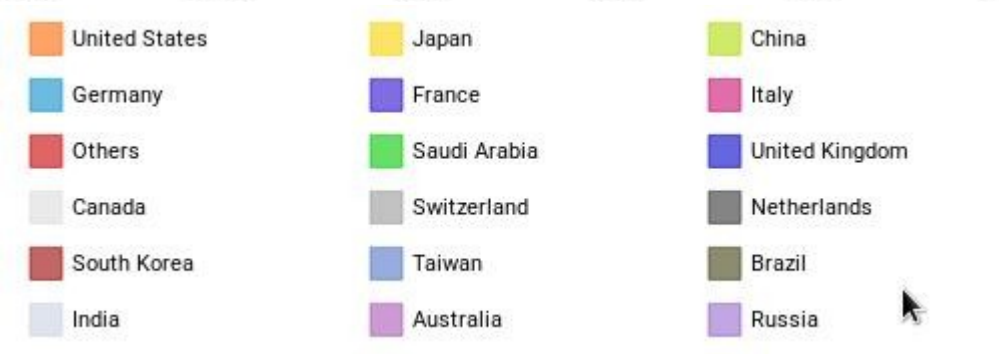 United States Japan China
Germany France Italy
Others Saudi Arabia United Kingdom
Canada Switzerland Netherlands
South Korea Taiwan Brazil
India Australia Russia